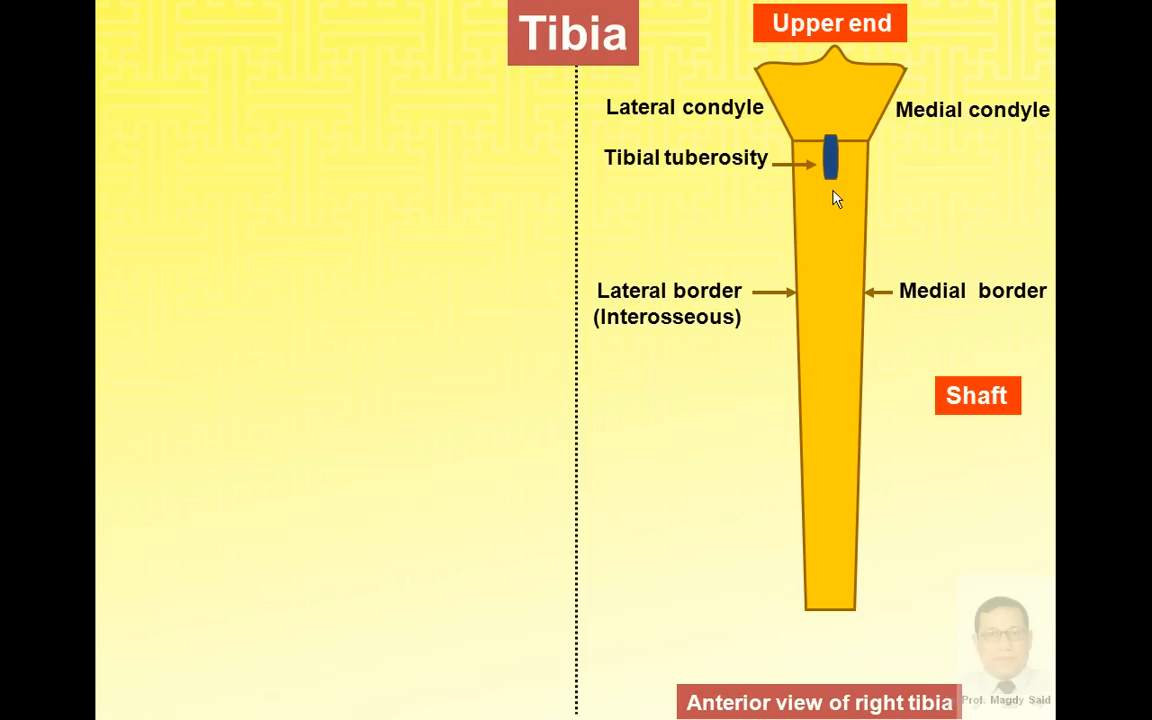 Tibia
Upper end
Lateral condyle
Medial condyle
Tibial tuberosity
Lateral border
(Interosseous)
Medial border
Shaft
Anterior view of right tibia
Prof. Magdy Said